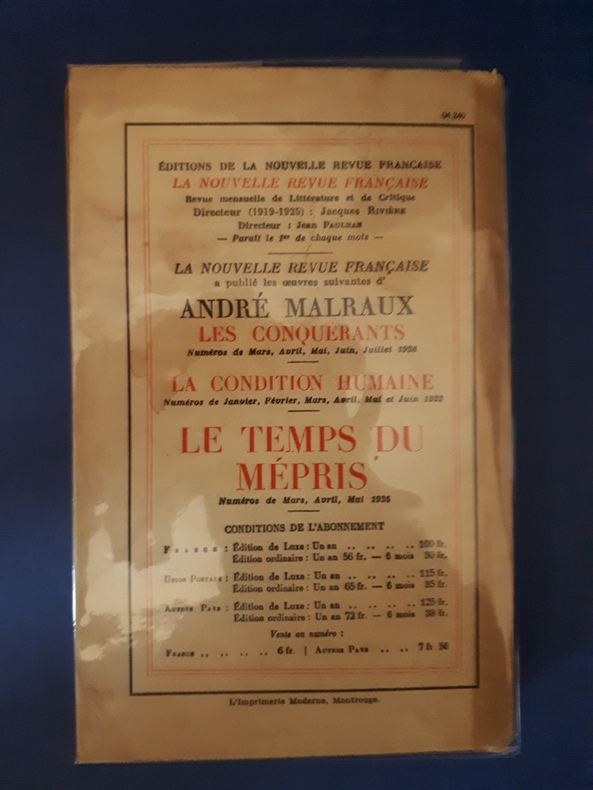 ÉDITIONS DE LA NOUVELLE REVUE FRANÇAISE
LA NOUVELLE REVUE FRANÇAISE
Revue mensuelle de Littérature et de Critique
Directeur (1919-1925) : Jacques RIVIÈRE
Directeur : Jean PAULHAN
— Paraît le 1er de chaque mois —
LA NOUVELLE REVUE FRANÇAISE
a publié les œuvres suivantes d'
ANDRÉ MALRAUX
LES CONQUERANTS
Numéros de Mars, Avril, Mai, Juin, Juillet
LA CONDITION HUMAINE
Numéros de Janvier, Février, Mars, Avril, Mai et Juin 1933
LE TEMPS DU
MÉPRIS
Numéros de Mars, Avril, Mai 1935
CONDITIONS DE L'ABONNEMENT
FRANCE : Édition de Luxe : Un an .. .. .. .. 100 fr.
Édition ordinaire : Un an 56 fr. — 6 mois 30 fr.
UNION POSTALE : Édition de Luxe : Un an .. .. .. .. 115 fr.
Édition ordinaire : Un an 65 fr. — 6 mois 35 fr.
AUTRES PAYS : Édition de Luxe : Un an .. .. .. .. 125 fr.
Édition ordinaire : Un an 72 fr. — 6 mois 38 fr.
Vente au numéro :
FRANCE .. .. .. .. 6 fr. | AUTRES PAYS .. .. 7 fr 50
L'Imprimerie Moderne, Montrouge.